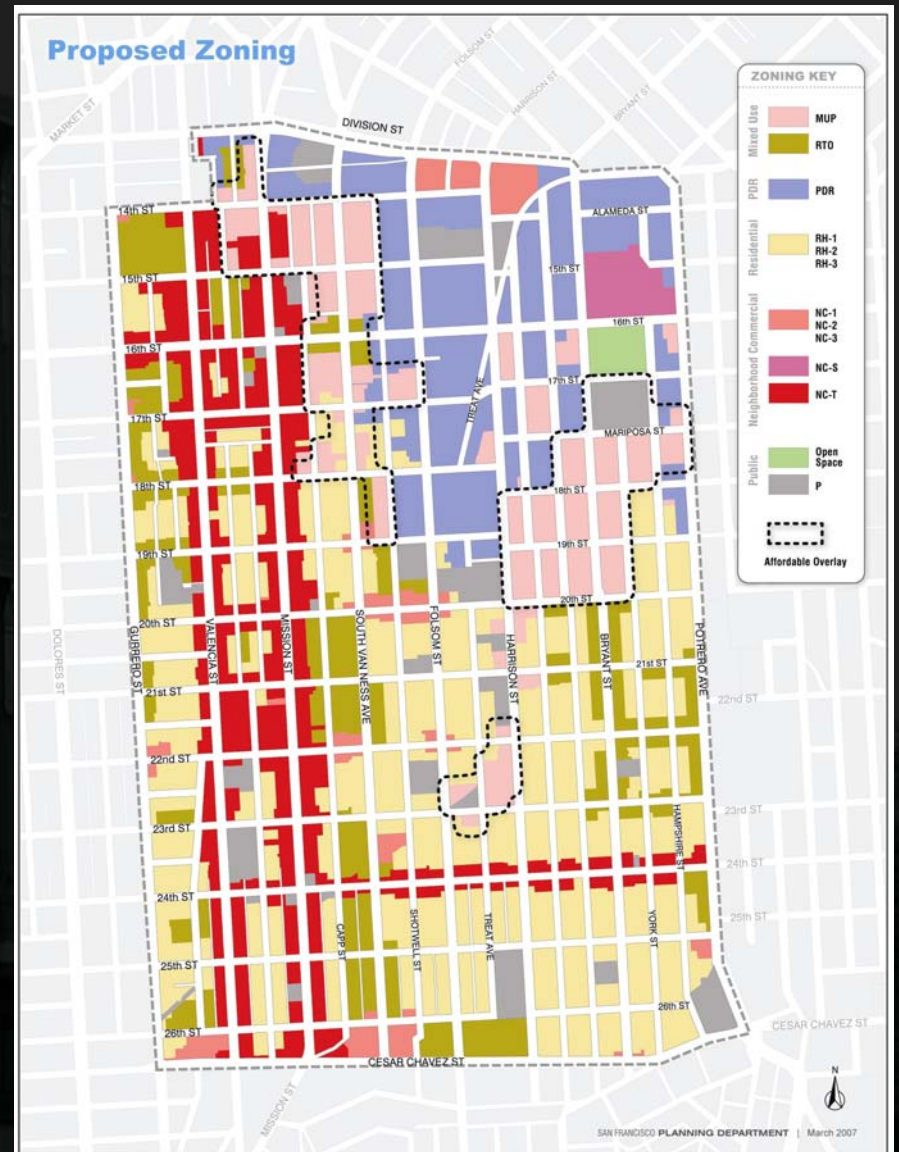 Proposed Zoning
MARKET ST
FOLSOM ST
HARRISON ST
BRYANT ST
DIVISION ST
14TH ST
ALAMEDA ST
15th ST
15th ST
16th ST
16th ST
17th ST
17th ST
TREAT AVE
MARIPOSA ST
18th ST
18th ST
19th ST
19th ST
20th ST
20th ST
DOLORES ST
GURRERO ST
VALENCIA ST
MISSION ST
SOUTH VAN NESS AVE
FOLSOM ST
HARRISON ST
BRYANT ST
POTRERO AVE
21st ST
21st ST
22nd ST
22nd ST
23rd ST
23rd ST
HAMPSHIRE ST
24th ST
24th ST
CAPP ST
SHOTWELL ST
TREAT AVE
YORK ST
25th ST
25th ST
26th ST
26th ST
CESAR CHAVEZ ST
CESAR CHAVEZ ST
MISSION ST
ZONING KEY
Mixed Use
MUP
RTO
PDR
PDR
Residential
RH-1
RH-2
RH-3
Neighborhood Commercial
NC-1
NC-2
NC-3
NC-S
NC-T
Public
Open
Space
P
Affordable Overlay
N
SAN FRANCISCO PLANNING DEPARTMENT | March 2007